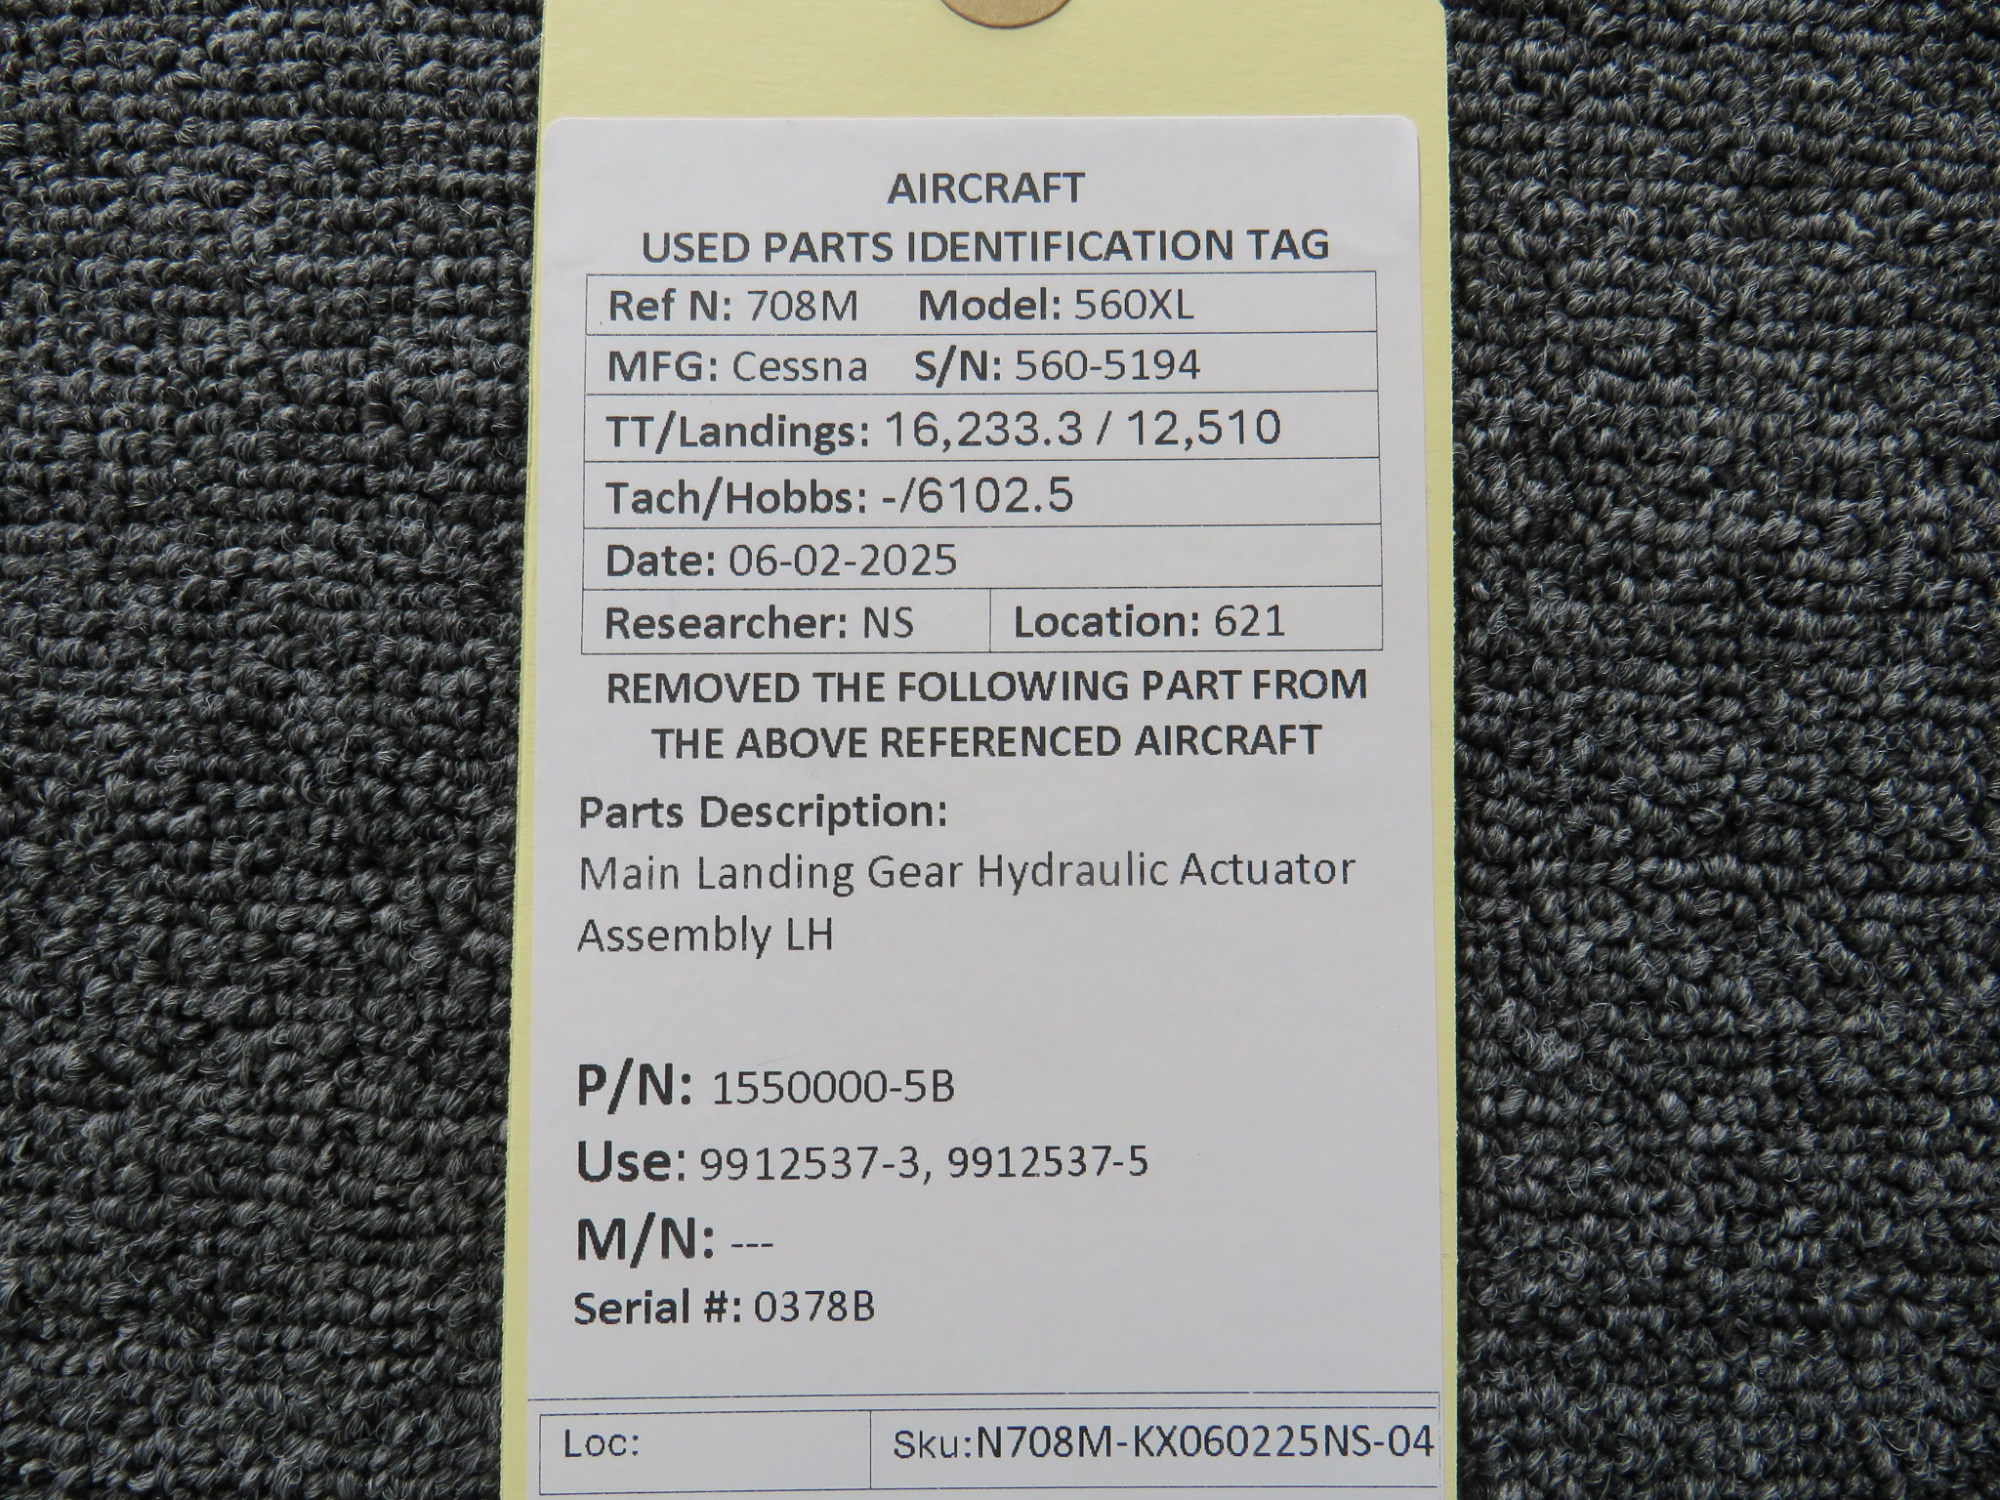 AIRCRAFT
USED PARTS IDENTIFICATION TAG
Ref N: 708M Model: 560XL
MFG: Cessna S/N: 560-5194
TT/Landings: 16,233.3 / 12,510
Tach/Hobbs: -/6102.5
Date: 06-02-2025
Researcher: NS Location: 621
REMOVED THE FOLLOWING PART FROM
THE ABOVE REFERENCED AIRCRAFT
Parts Description:
Main Landing Gear Hydraulic Actuator
Assembly LH
P/N: 1550000-5B
Use: 9912537-3, 9912537-5
M/N: ---
Serial #: 0378B
Loc: Sku:N708M-KX060225NS-04